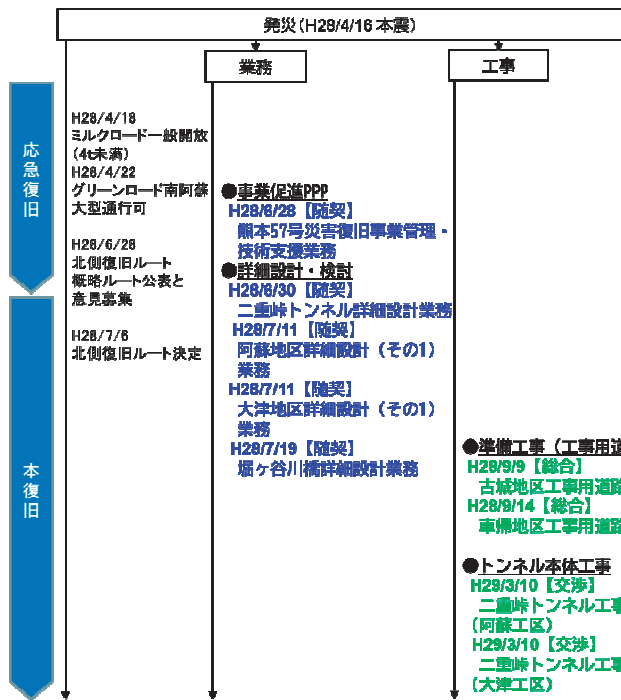 発災(H28/4/16 本震)
業務
工事
応急復旧
H28/4/18
ミルクロード一般開放
(4t未満)
H28/4/22
グリーンロード南阿蘇
大型通行可
H28/6/28
北側復旧ルート
概略ルート公表と
意見募集
H28/7/6
北側復旧ルート決定
本復旧
●事業促進PPP
H28/6/28【随契】
熊本57号災害復旧事業管理・
技術支援業務
●詳細設計・検討
H28/6/30【随契】
二重峠トンネル詳細設計業務
H28/7/11【随契】
阿蘇地区詳細設計（その1）
業務
H28/7/11【随契】
大津地区詳細設計（その1）
業務
H28/7/19【随契】
堀ヶ谷川橋詳細設計業務
●準備工事（工事用道
H28/9/9【総合】
古城地区工事用道路
H28/9/14【総合】
車帰地区工事用道路
●トンネル本体工事
H29/3/10【交渉】
二重峠トンネル工事
(阿蘇工区)
H29/3/10【交渉】
二重峠トンネル工事
(大津工区)